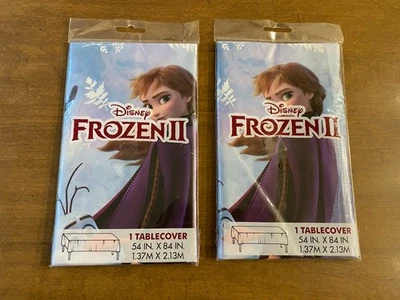 Disney
FROZEN II
1 TABLECOVER
54 IN. X 84 IN.
1.37M X 2.13M
Disney
FROZEN II
1 TABLECOVER
54 IN. X 84 IN.
1.37M X 2.13M